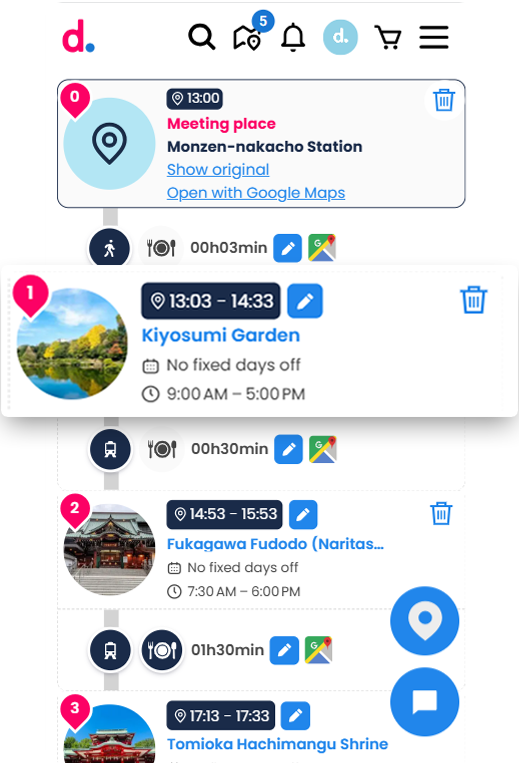 d.
5
d.
0
13:00
Meeting place
Monzen-nakacho Station
Show original
Open with Google Maps
00h03min
1
13:03 – 14:33
Kiyosumi Garden
No fixed days off
9:00 AM – 5:00 PM
00h30min
2
14:53 – 15:53
Fukagawa Fudodo (Naritas...
No fixed days off
7:30 AM – 6:00 PM
01h30min
3
17:13 – 17:33
Tomioka Hachimangu Shrine